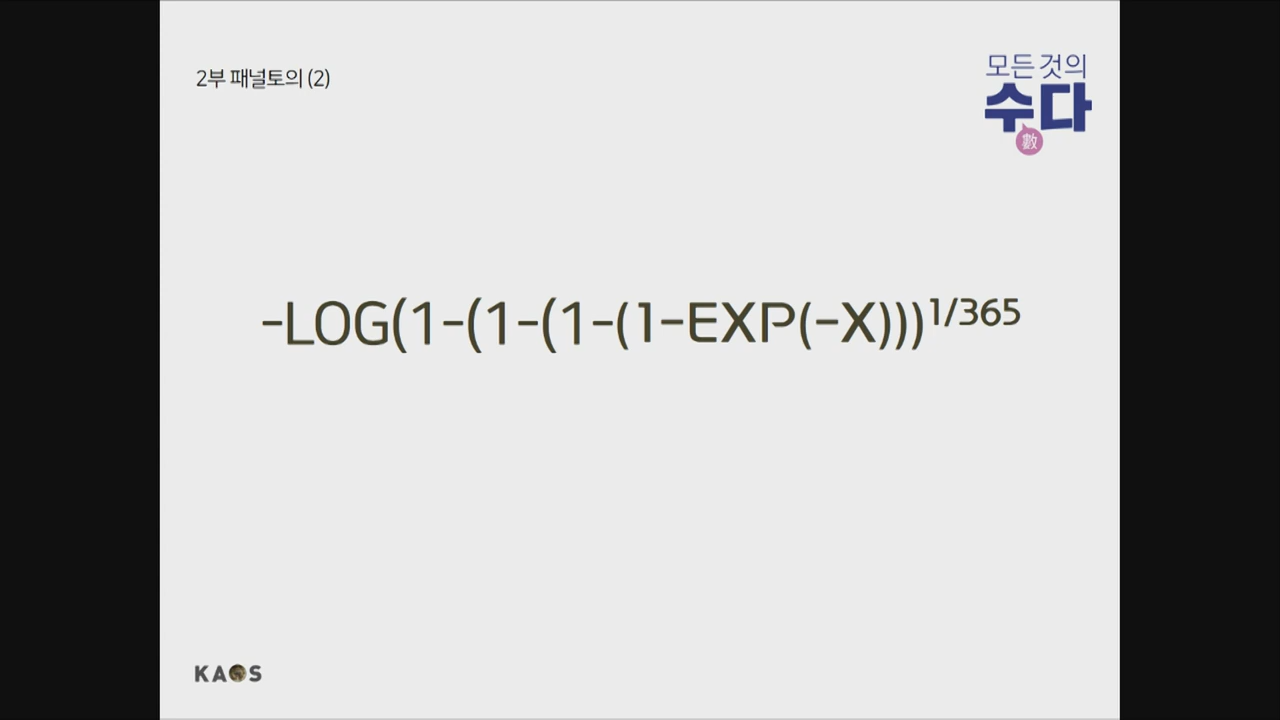 2부 패널토의 (2)
모든 것의
수다
數
-LOG(1-(1-(1-(1-EXP(-X)))^1/365
KAOS